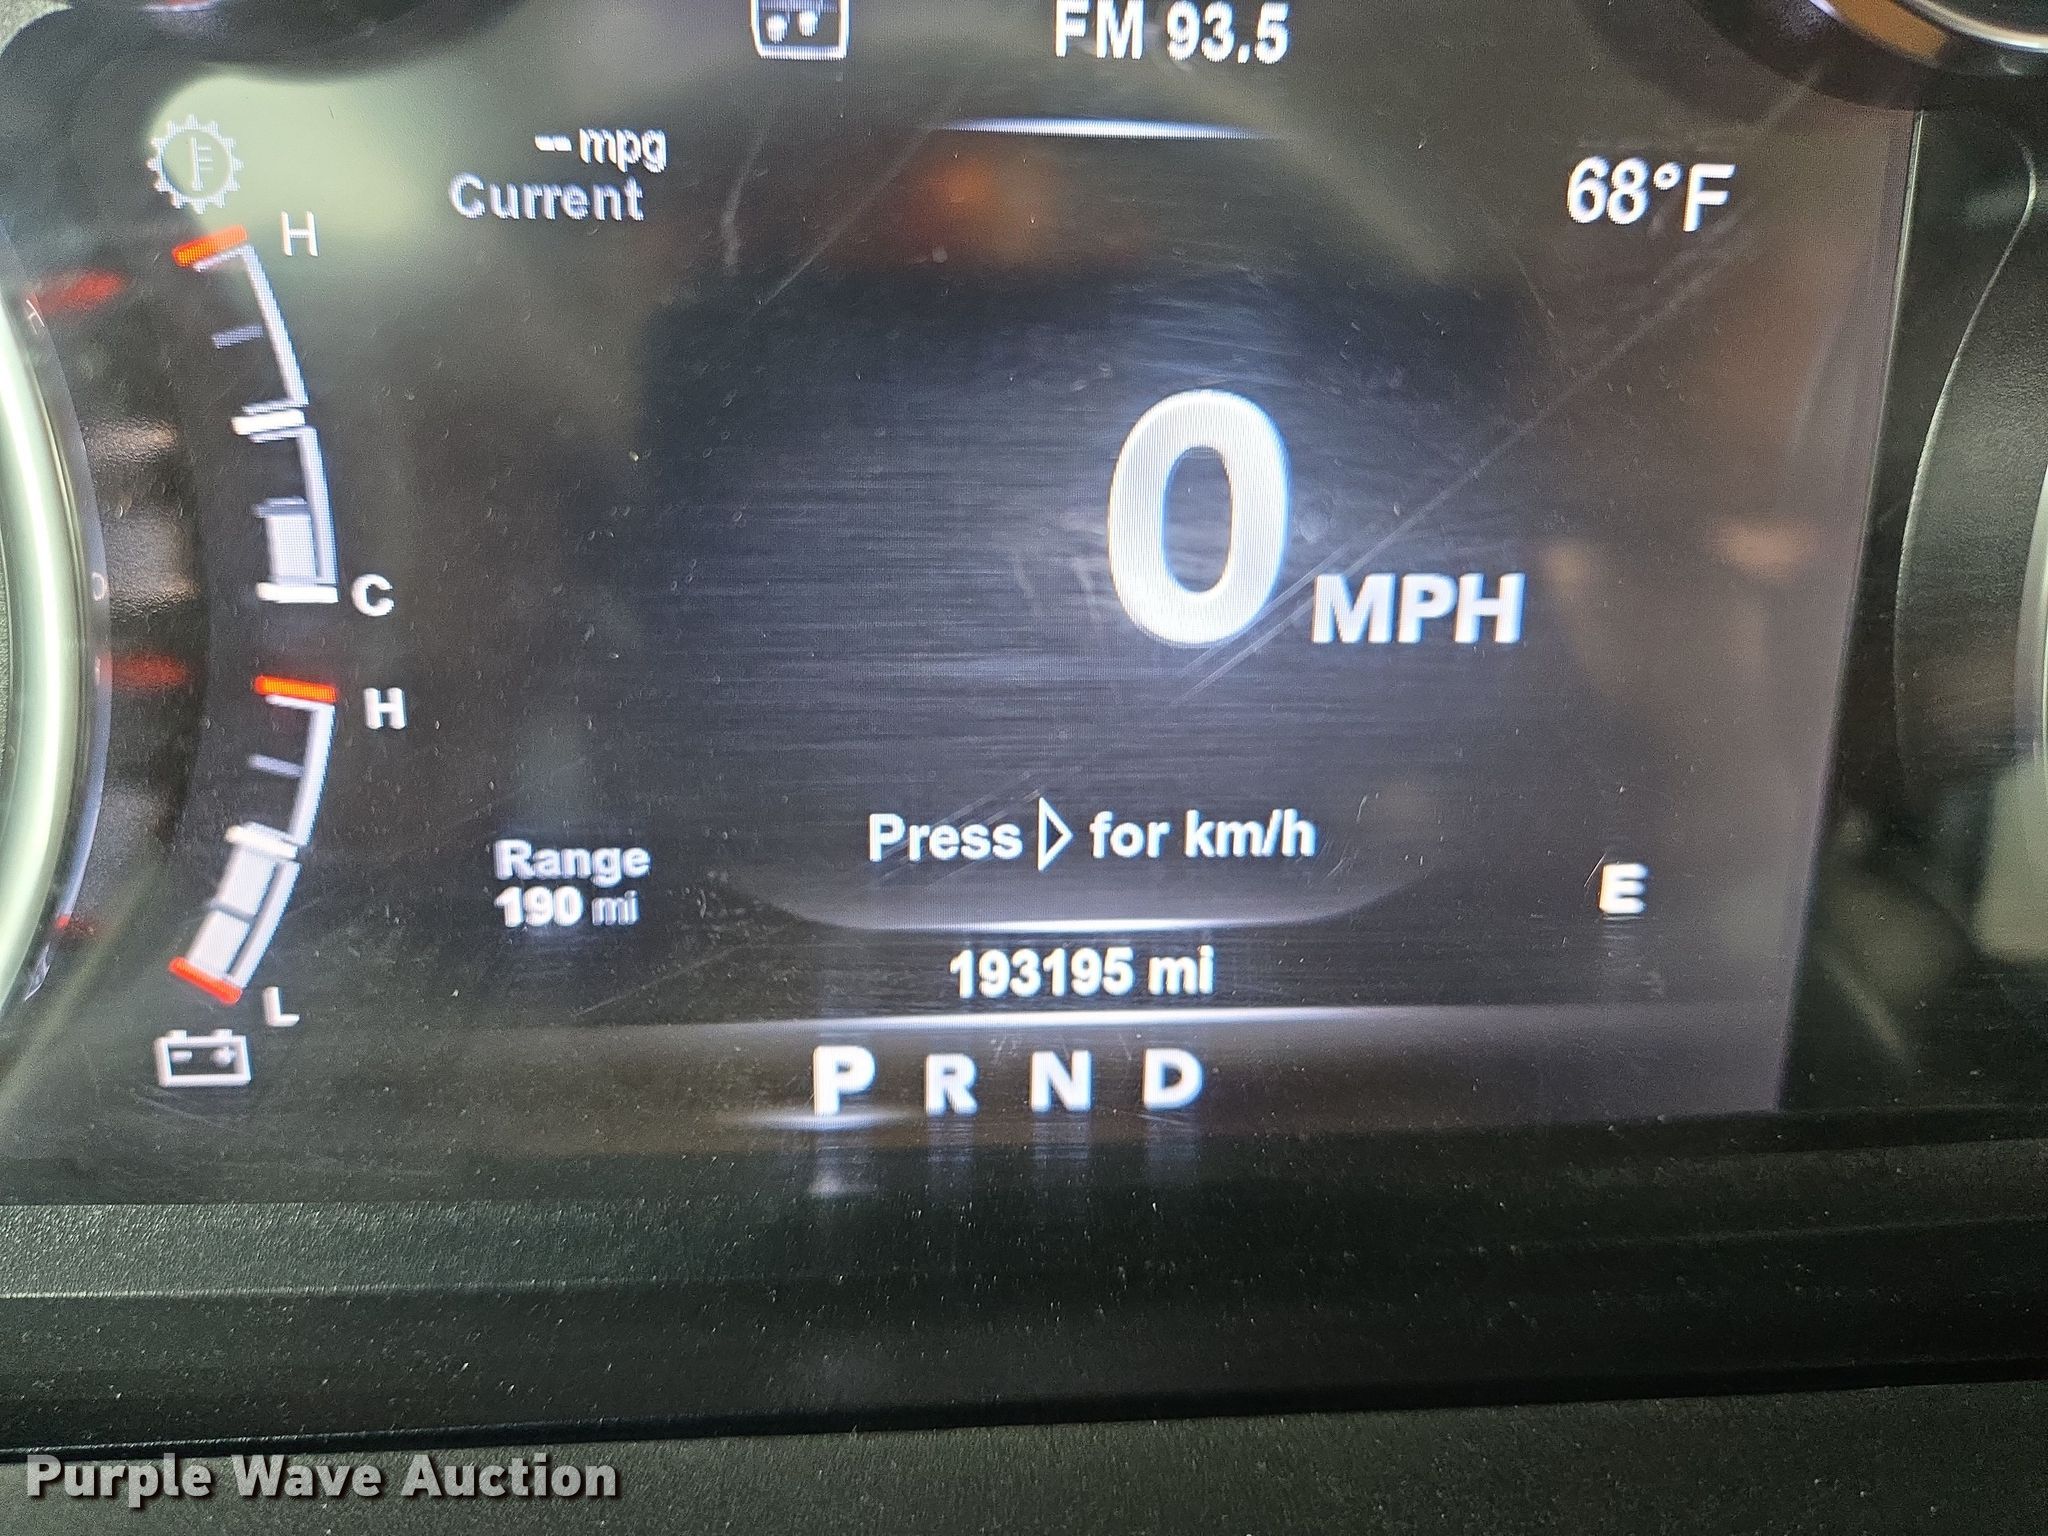 FM 93.5
--mpg
Current
68°F
H
C
H
0 MPH
Press ▷ for km/h
Range
190 mi
E
193195 mi
L
P R N D
Purple Wave Auction